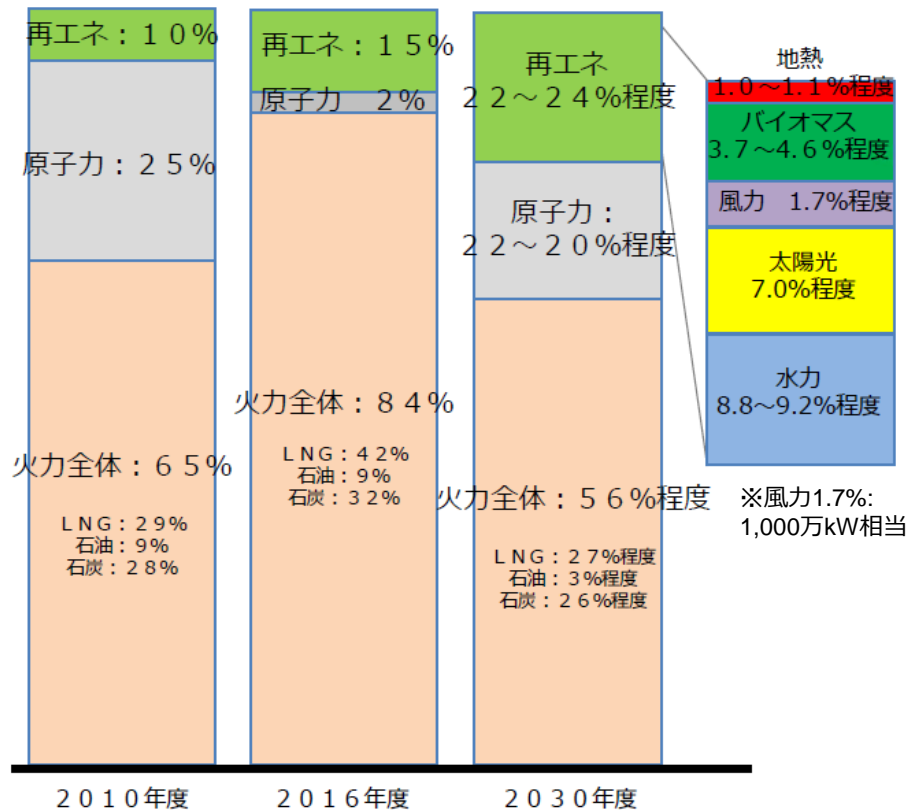 再エネ：１０%
原子力：２５%
火力全体：６５%
ＬＮＧ：２９%
石油：９%
石炭：２８%
２０１０年度
再エネ：１５%
原子力　２%
火力全体：８４%
ＬＮＧ：４２%
石油：９%
石炭：３２%
２０１６年度
再エネ
２２～２４%程度
原子力：
２２～２０%程度
火力全体：５６%程度
ＬＮＧ：２７%程度
石油：３%程度
石炭：２６%程度
２０３０年度
地熱
1.0～1.1%程度
バイオマス
3.7～4.6%程度
風力　1.7%程度
太陽光
7.0%程度
水力
8.8～9.2%程度
※風力1.7%:
1,000万kW相当